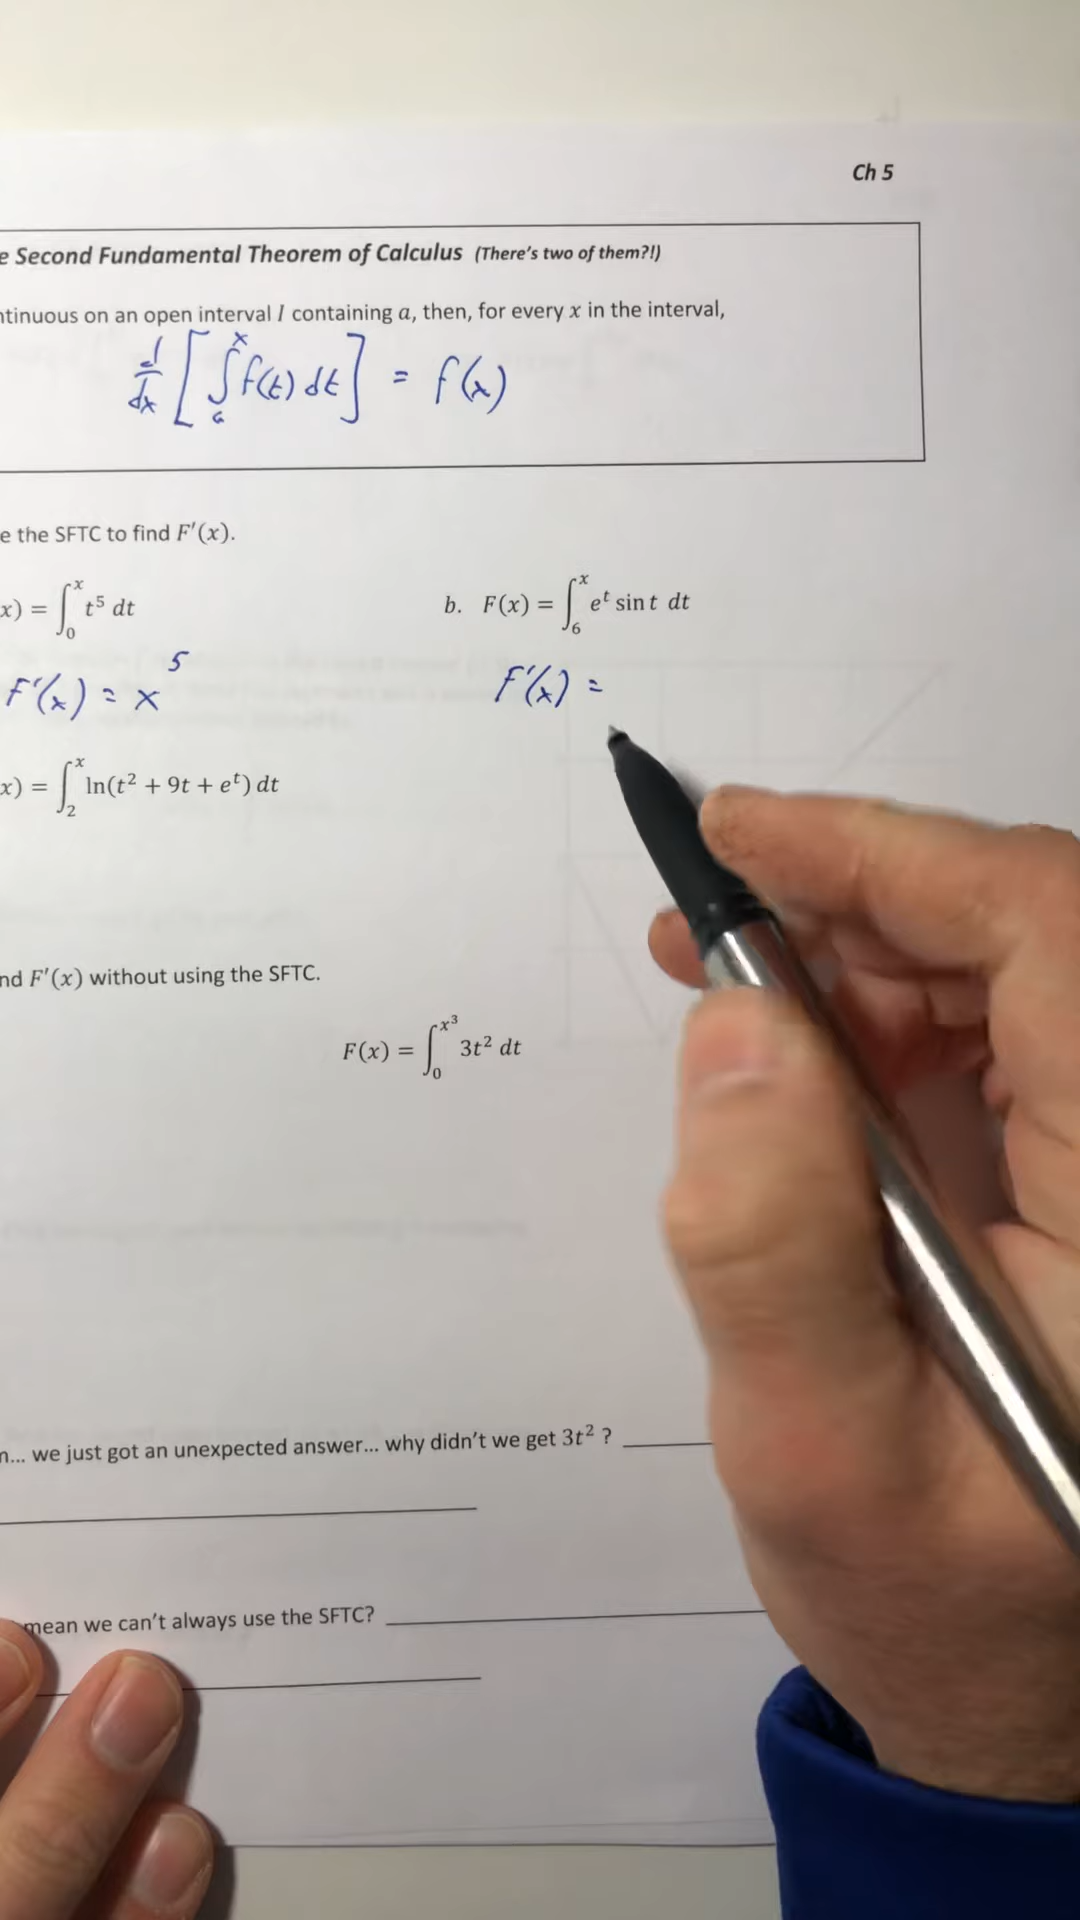 Ch 5
e Second Fundamental Theorem of Calculus (There's two of them?!)
ntinuous on an open interval I containing a, then, for every x in the interval,
d/dx [∫ₐˣ f(t) dt] = f(x)
e the SFTC to find F′(x).
x) = ∫₀ˣ t⁵ dt
b. F(x) = ∫₆ˣ eᵗ sin t dt
F'(x) = x⁵
F'(x) =
x) = ∫₂ˣ ln(t² + 9t + eᵗ) dt
nd F′(x) without using the SFTC.
F(x) = ∫₀^(x³) 3t² dt
... we just got an unexpected answer... why didn't we get 3t² ?
mean we can't always use the SFTC?